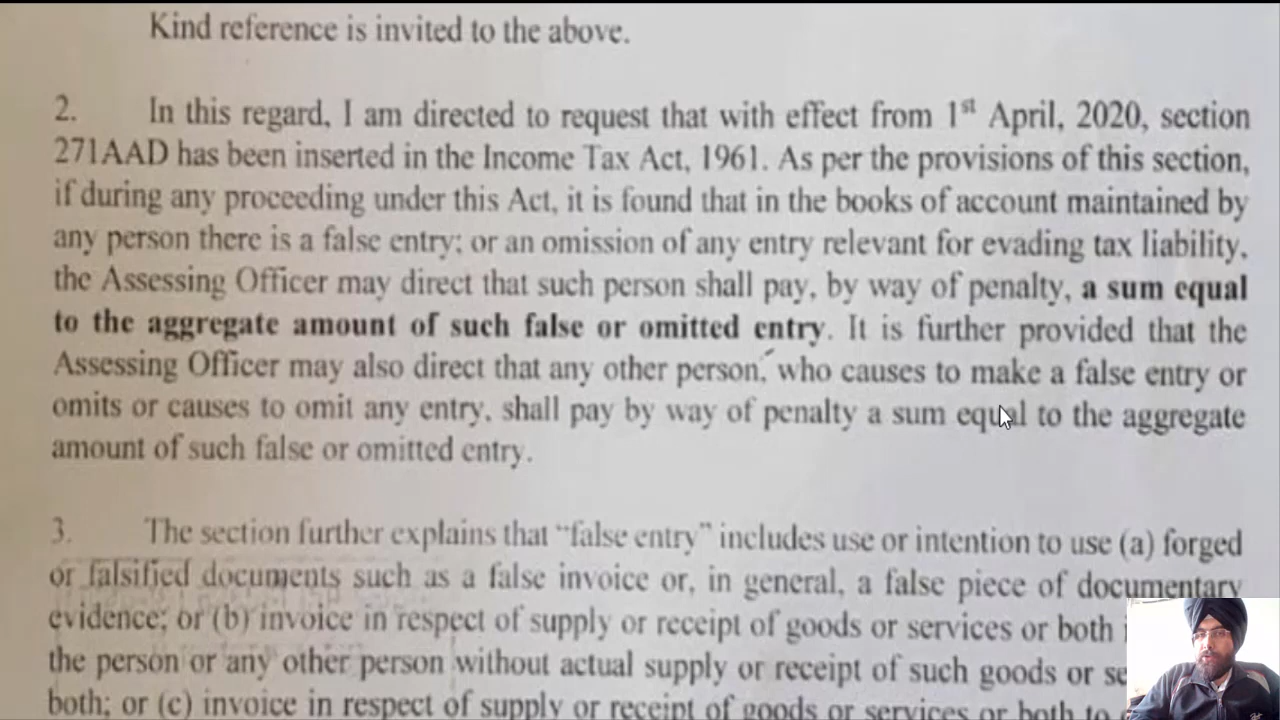 Kind reference is invited to the above.
2. In this regard, I am directed to request that with effect from 1st April, 2020, section
271AAD has been inserted in the Income Tax Act, 1961. As per the provisions of this section,
if during any proceeding under this Act, it is found that in the books of account maintained by
any person there is a false entry; or an omission of any entry relevant for evading tax liability,
the Assessing Officer may direct that such person shall pay, by way of penalty, a sum equal
to the aggregate amount of such false or omitted entry. It is further provided that the
Assessing Officer may also direct that any other person, who causes to make a false entry or
omits or causes to omit any entry, shall pay by way of penalty a sum equal to the aggregate
amount of such false or omitted entry.
3. The section further explains that “false entry” includes use or intention to use (a) forged
or falsified documents such as a false invoice or, in general, a false piece of documentary
evidence; or (b) invoice in respect of supply or receipt of goods or services or both
the person or any other person without actual supply or receipt of such goods or
both; or (c) invoice in respect of supply or receipt of goods or services or both to